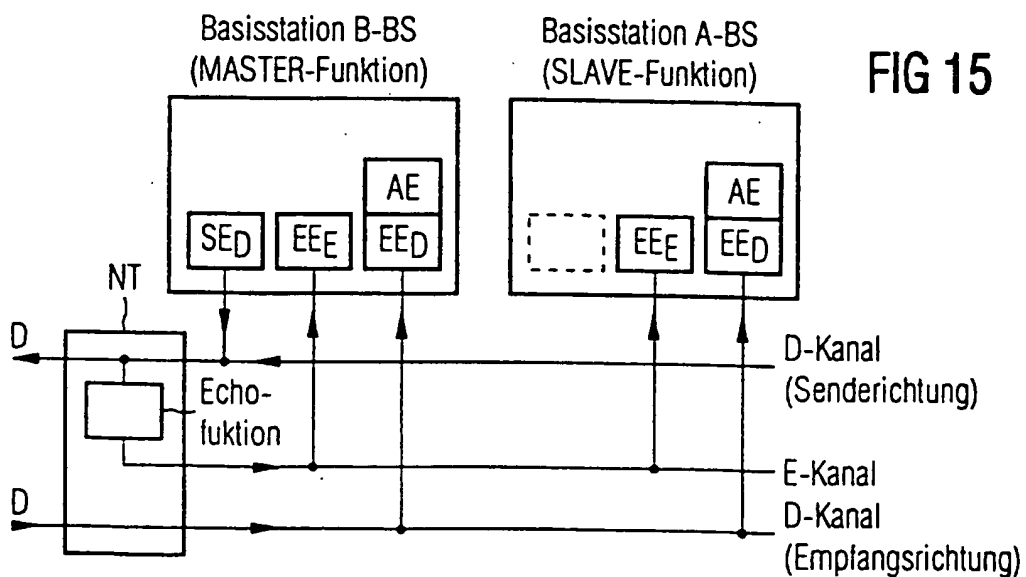 Basisstation B-BS
(MASTER-Funktion)
Basisstation A-BS
(SLAVE-Funktion)
FIG 15
AE
SED
EEE
EED
AE
EEE
EED
NT
D
Echo-
fuktion
D-Kanal
(Senderichtung)
E-Kanal
D
D-Kanal
(Empfangsrichtung)